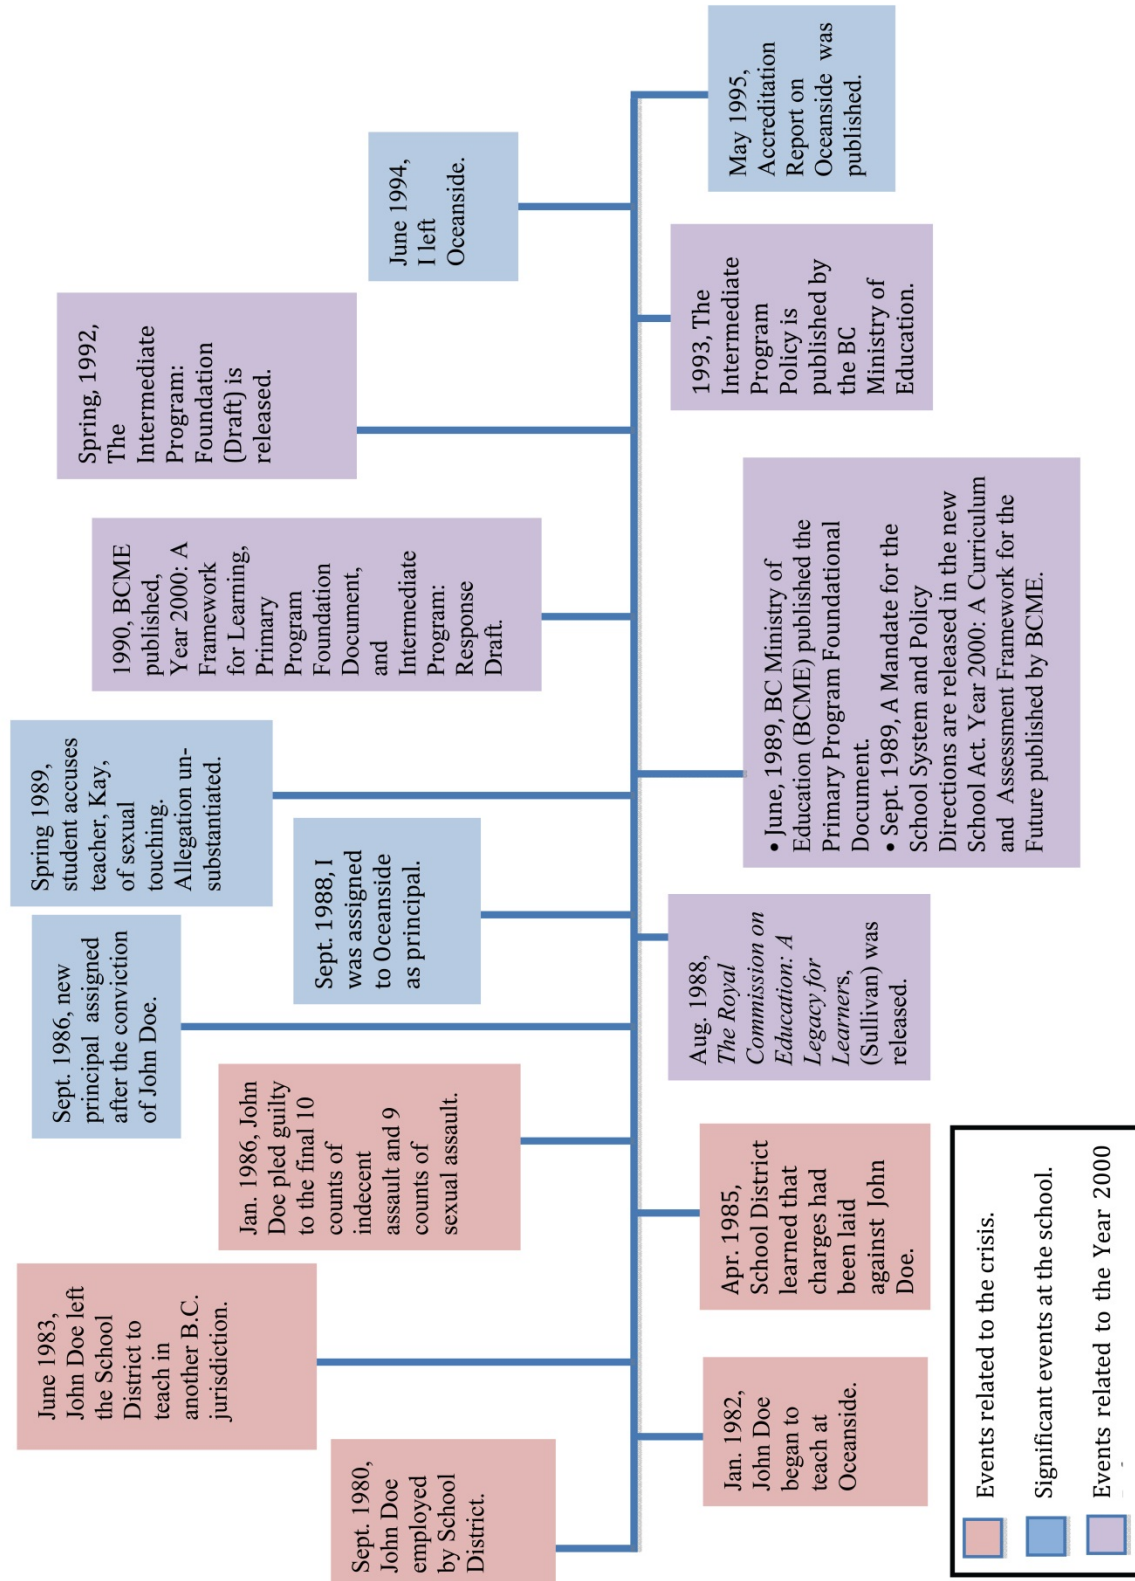 Sept. 1980,
John Doe
employed
by School
District.
Jan. 1982,
John Doe
began to
teach at
Oceanside.
June 1983,
John Doe left
the School
District to
teach in
another B.C.
jurisdiction.
Apr. 1985,
School District
learned that
charges had
been laid
against John
Doe.
Jan. 1986, John
Doe pled guilty
to the final 10
counts of
indecent
assault and 9
counts of
sexual assault.
Sept. 1986, new
principal assigned
after the conviction
of John Doe.
Aug. 1988,
The Royal
Commission on
Education: A
Legacy for
Learners,
(Sullivan) was
released.
Sept. 1988, I
was assigned
to Oceanside
as principal.
Spring 1989,
student accuses
teacher, Kay,
of sexual
touching.
Allegation un-
substantiated.
• June, 1989, BC Ministry of
Education (BCME) published the
Primary Program Foundational
Document.
• Sept. 1989, A Mandate for the
School System and Policy
Directions are released in the new
School Act. Year 2000: A Curriculum
and Assessment Framework for the
Future published by BCME.
1990, BCME
published,
Year 2000: A
Framework
for Learning,
Primary
Program
Foundation
Document,
and
Intermediate
Program:
Response
Draft.
Spring, 1992,
The
Intermediate
Program:
Foundation
(Draft) is
released.
1993, The
Intermediate
Program
Policy is
published by
the BC
Ministry of
Education.
June 1994,
I left
Oceanside.
May 1995,
Accreditation
Report on
Oceanside was
published.
Events related to the crisis.
Significant events at the school.
Events related to the Year 2000